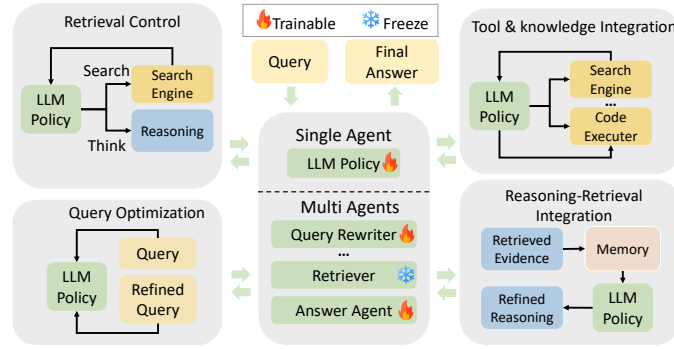 Retrieval Control
Search
Search
Engine
LLM
Policy
Reasoning
Think
Query Optimization
Query
LLM
Policy
Refined
Query
Trainable
Freeze
Query
Final
Answer
Single Agent
LLM Policy
Multi Agents
Query Rewriter
...
Retriever
Answer Agent
Tool & knowledge Integration
LLM
Policy
Search
Engine
...
Code
Executer
Reasoning-Retrieval
Integration
Retrieved
Evidence
Memory
Refined
Reasoning
LLM
Policy